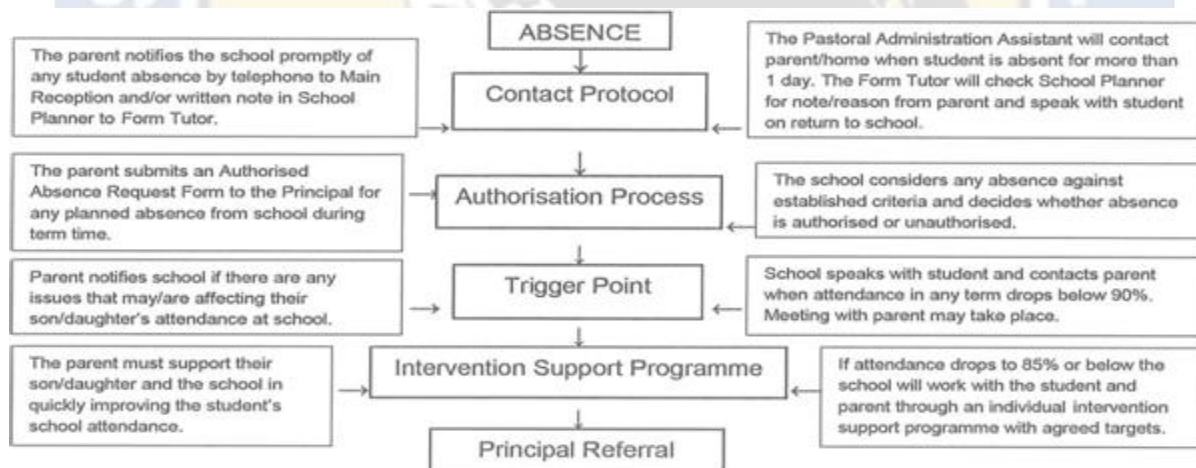 ABSENCE
The parent notifies the school promptly of
any student absence by telephone to Main
Reception and/or written note in School
Planner to Form Tutor.
Contact Protocol
The Pastoral Administration Assistant will contact
parent/home when student is absent for more than
1 day. The Form Tutor will check School Planner
for note/reason from parent and speak with student
on return to school.
The parent submits an Authorised
Absence Request Form to the Principal for
any planned absence from school during
term time.
Authorisation Process
The school considers any absence against
established criteria and decides whether absence
is authorised or unauthorised.
Parent notifies school if there are any
issues that may/are affecting their
son/daughter's attendance at school.
Trigger Point
School speaks with student and contacts parent
when attendance in any term drops below 90%.
Meeting with parent may take place.
The parent must support their
son/daughter and the school in
quickly improving the student's
school attendance.
Intervention Support Programme
If attendance drops to 85% or below the
school will work with the student and
parent through an individual intervention
support programme with agreed targets.
Principal Referral